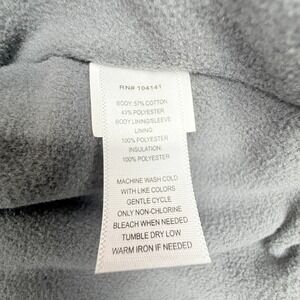 RN# 104141
BODY: 57% COTTON
43% POLYESTER
BODY LINING/SLEEVE
LINING:
100% POLYESTER
INSULATION:
100% POLYESTER
MACHINE WASH COLD
WITH LIKE COLORS
GENTLE CYCLE
ONLY NON-CHLORINE
BLEACH WHEN NEEDED
TUMBLE DRY LOW
WARM IRON IF NEEDED